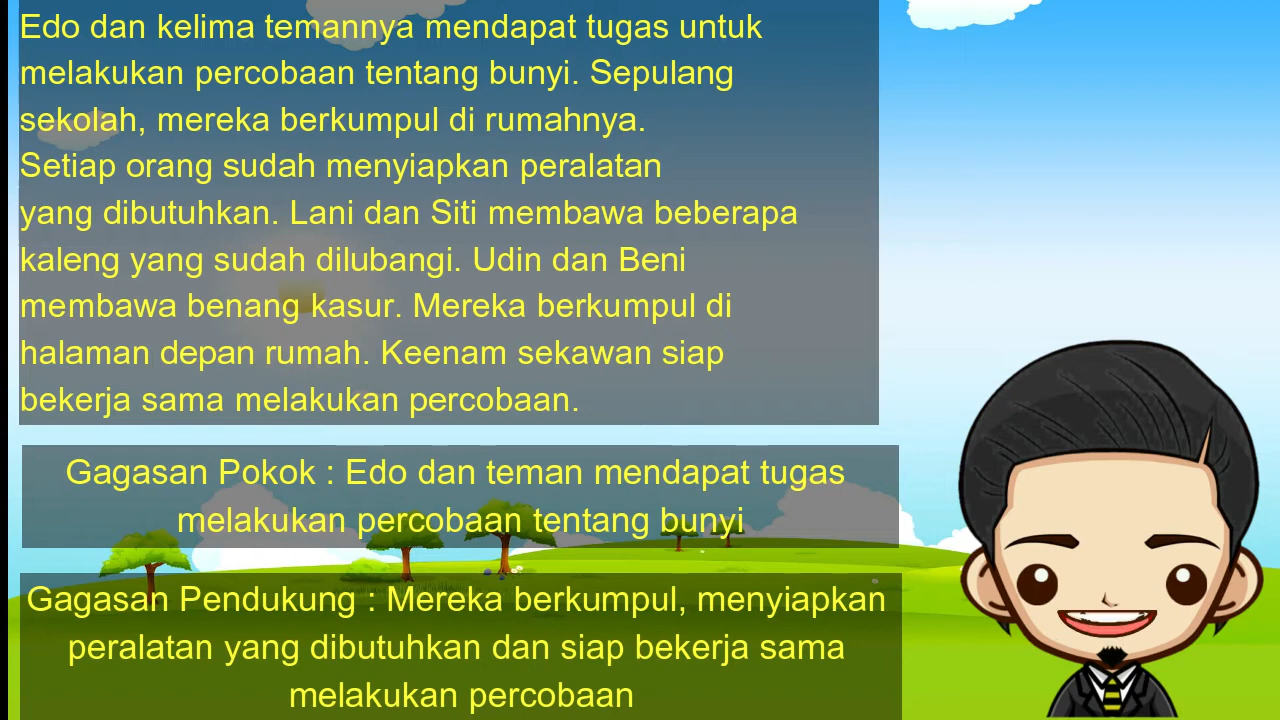 Edo dan kelima temannya mendapat tugas untuk
melakukan percobaan tentang bunyi. Sepulang
sekolah, mereka berkumpul di rumahnya.
Setiap orang sudah menyiapkan peralatan
yang dibutuhkan. Lani dan Siti membawa beberapa
kaleng yang sudah dilubangi. Udin dan Beni
membawa benang kasur. Mereka berkumpul di
halaman depan rumah. Keenam sekawan siap
bekerja sama melakukan percobaan.
Gagasan Pokok : Edo dan teman mendapat tugas
melakukan percobaan tentang bunyi
Gagasan Pendukung : Mereka berkumpul, menyiapkan
peralatan yang dibutuhkan dan siap bekerja sama
melakukan percobaan